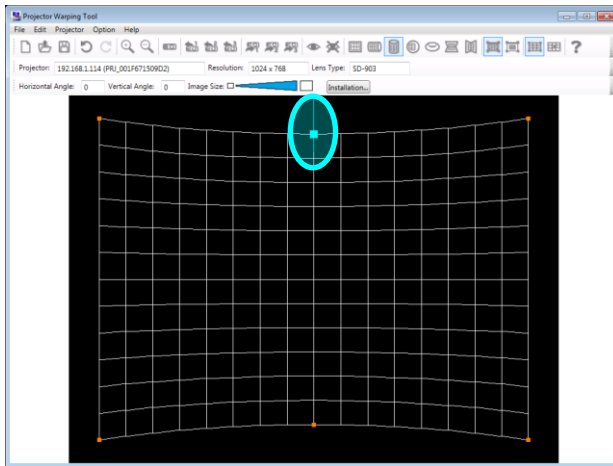 Projector Warping Tool
File Edit Projector Option Help
Projector: 192.168.1.114 (PRJ_001F671509D2) Resolution: 1024 x 768 Lens Type: SD-903
Horizontal Angle: 0 Vertical Angle: 0 Image Size: Installation...